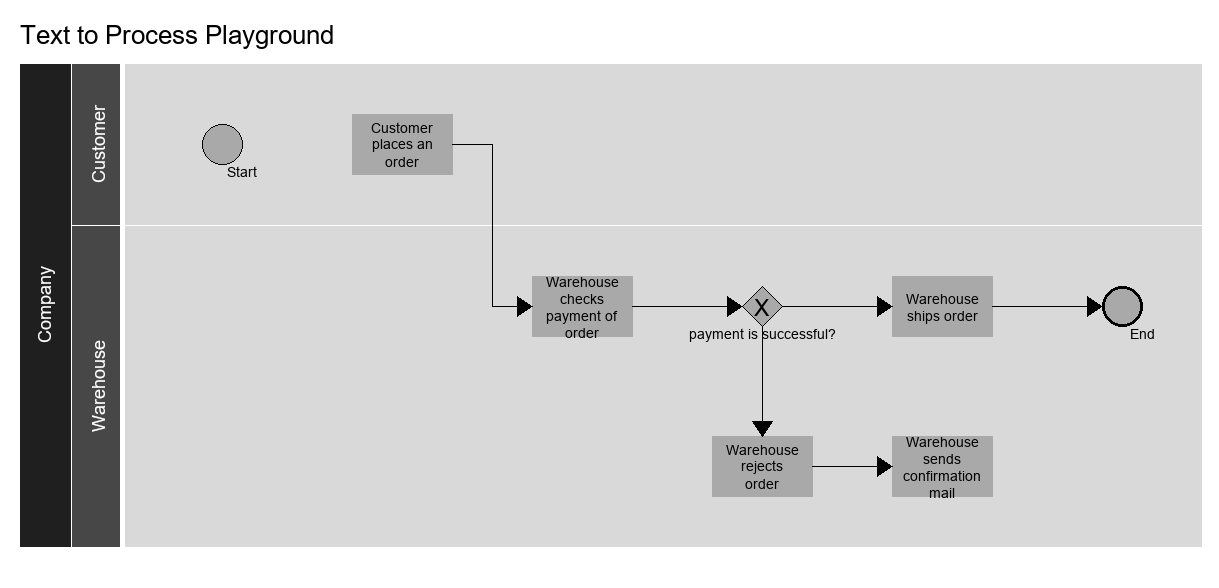 Text to Process Playground
Company
Customer
Start
Customer
places an
order
Warehouse
Warehouse
checks
payment of
order
X
payment is successful?
Warehouse
ships order
End
Warehouse
rejects
order
Warehouse
sends
confirmation
mail